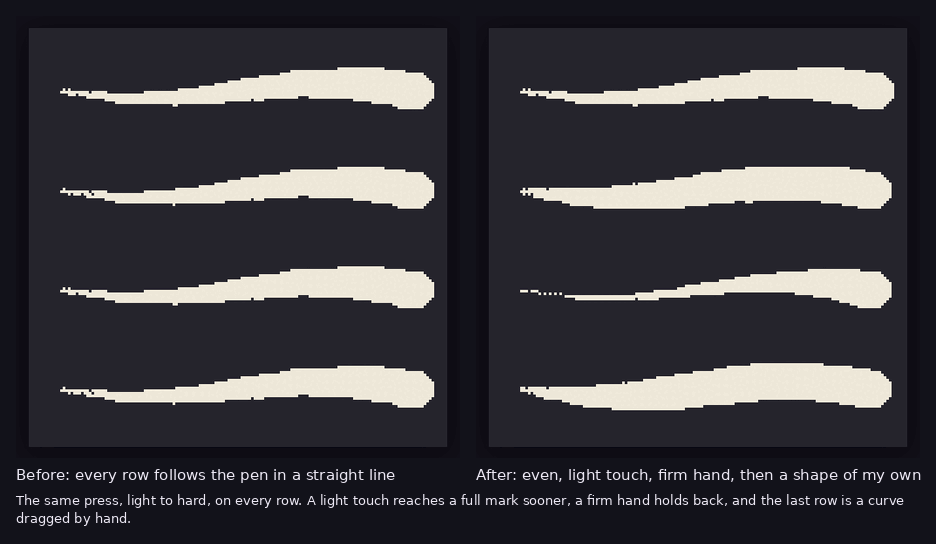 Before: every row follows the pen in a straight line
After: even, light touch, firm hand, then a shape of my own
The same press, light to hard, on every row. A light touch reaches a full mark sooner, a firm hand holds back, and the last row is a curve
dragged by hand.